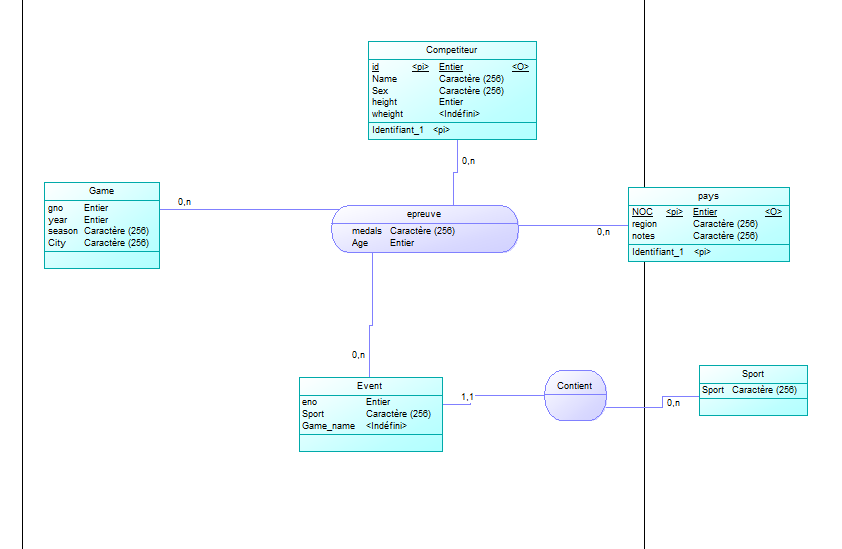 Competiteur
id <pi> Entier <O>
Name Caractère (256)
Sex Caractère (256)
height Entier
wheight <Indéfini>
Identifiant_1 <pi>
0,n
Game
gno Entier
year Entier
season Caractère (256)
City Caractère (256)
0,n
epreuve
medals Caractère (256)
Age Entier
0,n
pays
NOC <pi> Entier <O>
region Caractère (256)
notes Caractère (256)
Identifiant_1 <pi>
0,n
Event
eno Entier
Sport Caractère (256)
Game_name <Indéfini>
1,1
Contient
0,n
Sport
Sport Caractère (256)